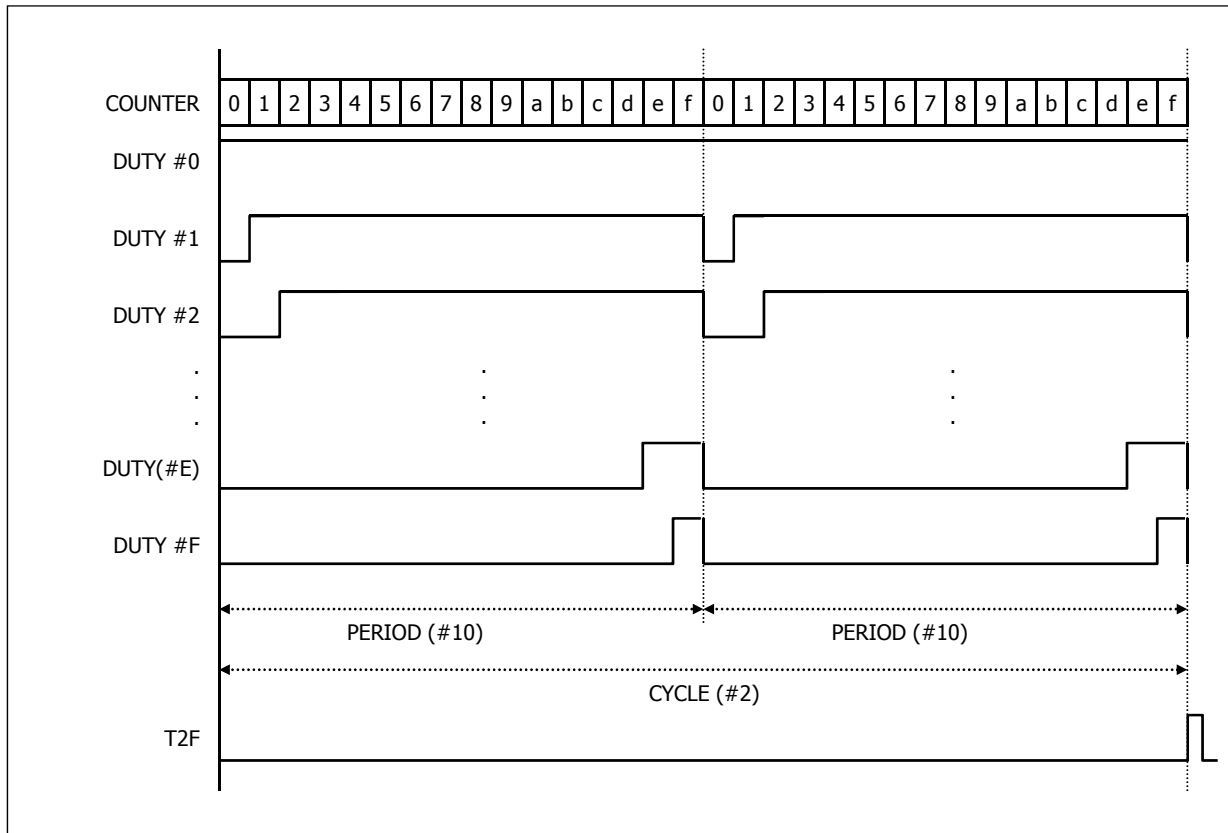 COUNTER 0 1 2 3 4 5 6 7 8 9 a b c d e f 0 1 2 3 4 5 6 7 8 9 a b c d e f
DUTY #0
DUTY #1
DUTY #2
. . .
. . .
. . .
DUTY(#E)
DUTY #F
PERIOD (#10) PERIOD (#10)
CYCLE (#2)
T2F